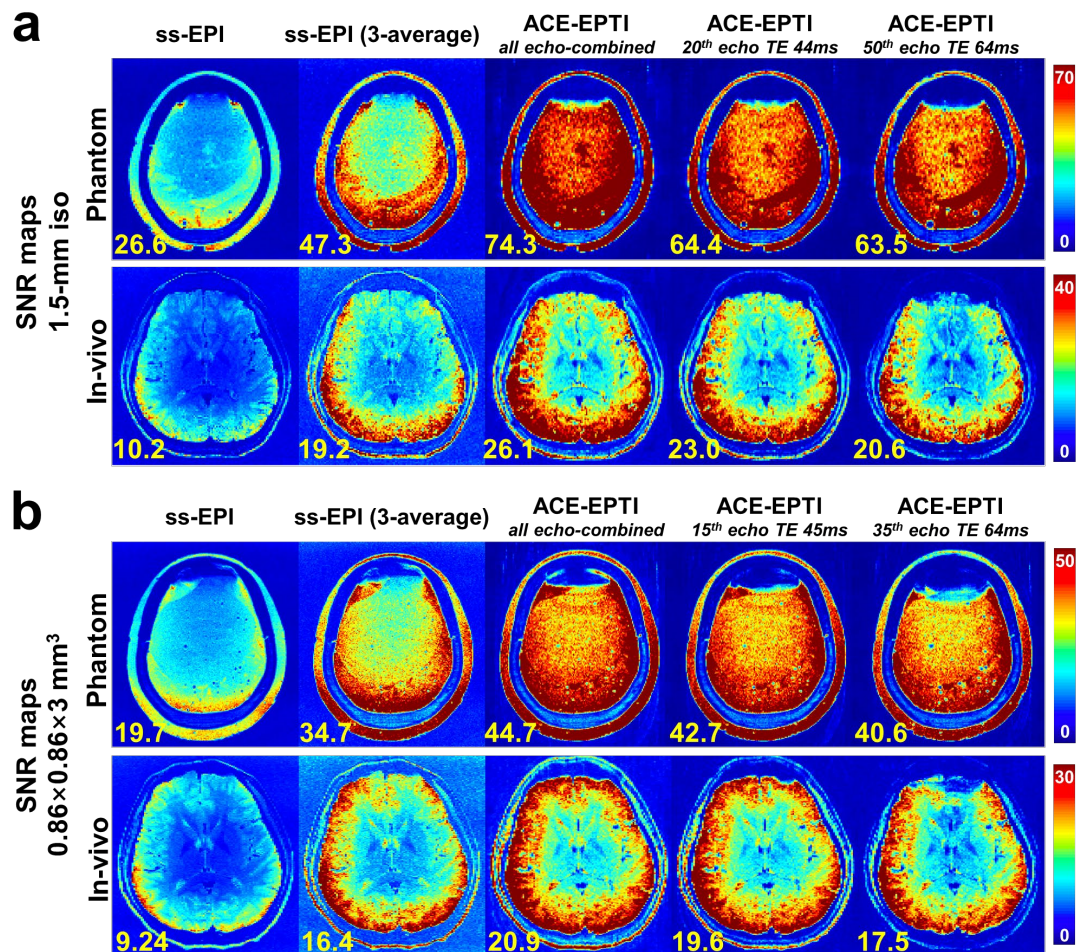 a
ss-EPI
ss-EPI (3-average)
ACE-EPTI
all echo-combined
ACE-EPTI
20th echo TE 44ms
ACE-EPTI
50th echo TE 64ms
SNR maps
1.5-mm iso
Phantom
26.6
47.3
74.3
64.4
63.5
70
0
In-vivo
10.2
19.2
26.1
23.0
20.6
40
0
b
ss-EPI
ss-EPI (3-average)
ACE-EPTI
all echo-combined
ACE-EPTI
15th echo TE 45ms
ACE-EPTI
35th echo TE 64ms
SNR maps
0.86×0.86×3 mm³
Phantom
19.7
34.7
44.7
42.7
40.6
50
0
In-vivo
9.24
16.4
20.9
19.6
17.5
30
0